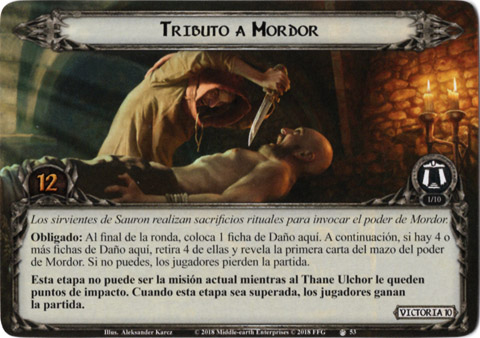 TRIBUTO A MORDOR
12
1/10
Los sirvientes de Sauron realizan sacrificios rituales para invocar el poder de Mordor.
Obligado: Al final de la ronda, coloca 1 ficha de Daño aquí. A continuación, si hay 4 o
más fichas de Daño aquí, retira 4 de ellas y revela la primera carta del mazo del poder
de Mordor. Si no puedes, los jugadores pierden la partida.
Esta etapa no puede ser la misión actual mientras al Thane Ulchor le queden
puntos de impacto. Cuando esta etapa sea superada, los jugadores ganan
la partida.
VICTORIA 10
Illus. Aleksander Karcz © 2018 Middle-earth Enterprises © 2018 FFG 53